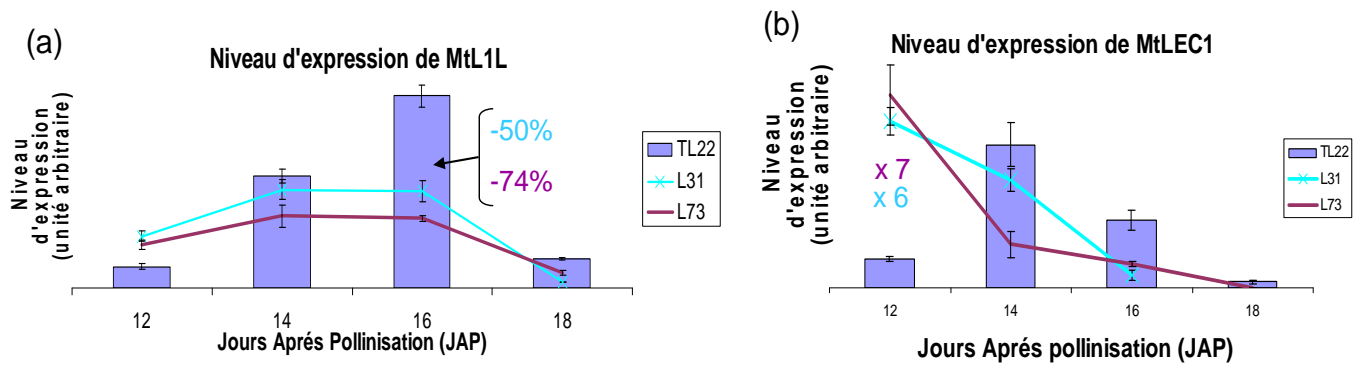 (a)
Niveau d'expression de MtL1L
Niveau
d'expression
(unité arbitraire)
-50%
-74%
TL22
L31
L73
12 14 16 18
Jours Aprés Pollinisation (JAP)
(b)
Niveau d'expression de MtLEC1
Niveau
d'expression
(unité arbitraire)
x 7
x 6
TL22
L31
L73
12 14 16 18
Jours Aprés pollinisation (JAP)